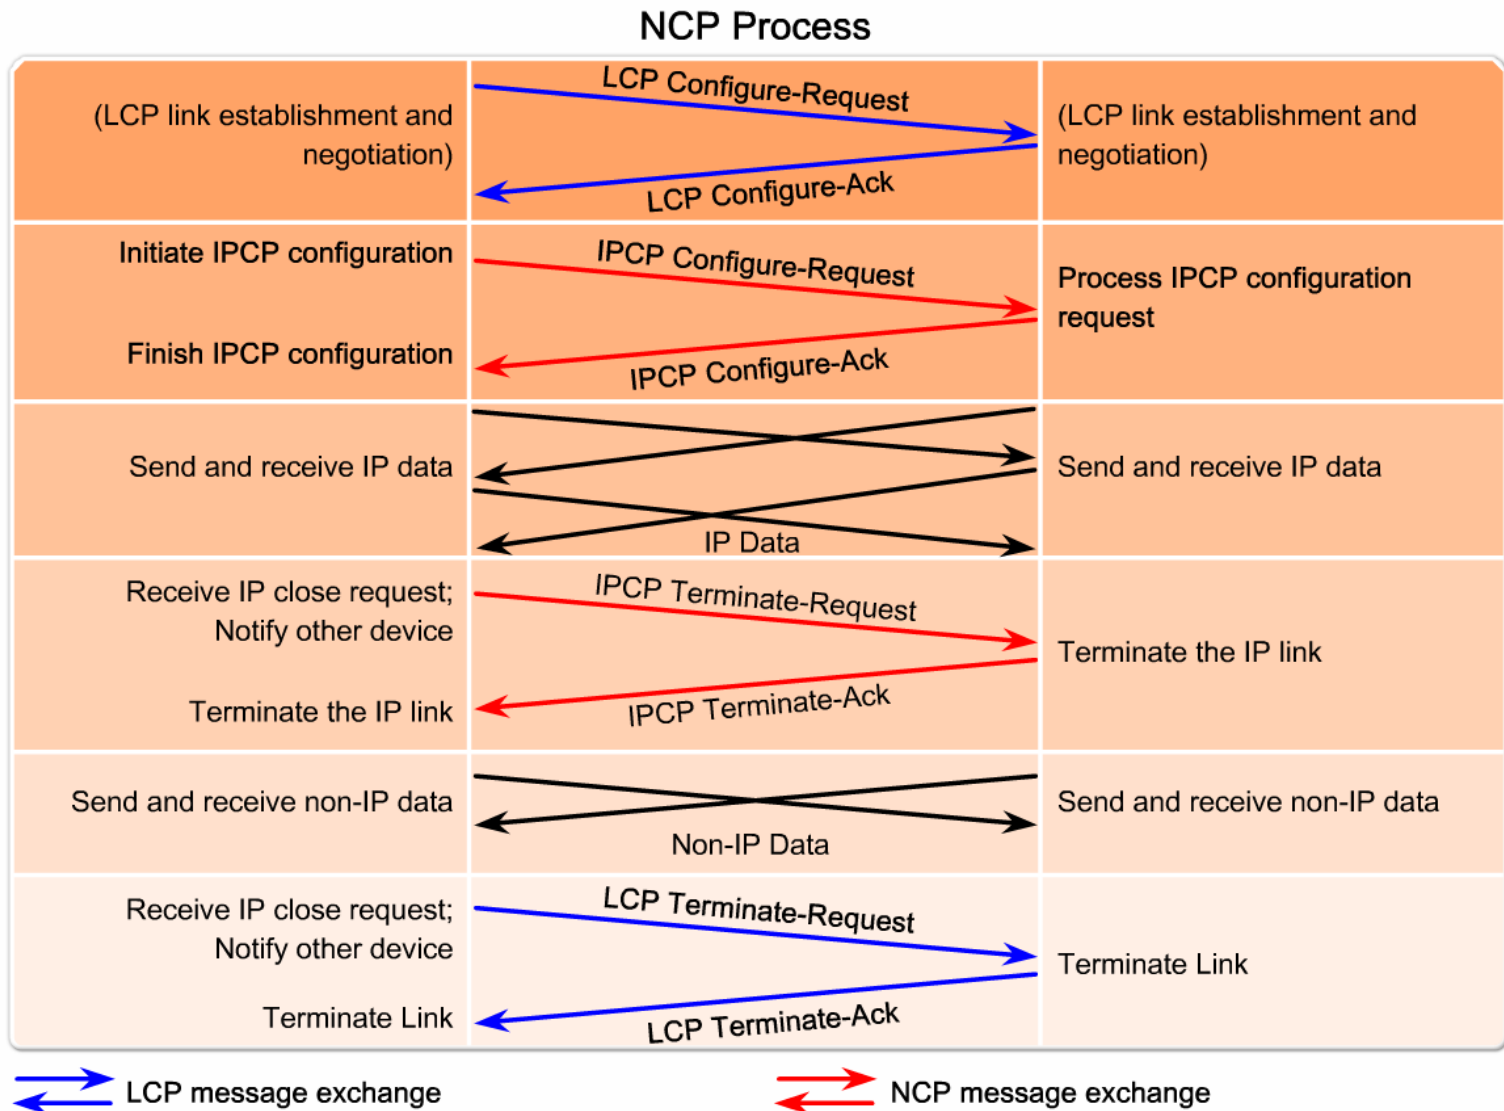 NCP Process
(LCP link establishment and
negotiation)
LCP Configure-Request
LCP Configure-Ack
(LCP link establishment and
negotiation)
Initiate IPCP configuration
Finish IPCP configuration
IPCP Configure-Request
IPCP Configure-Ack
Process IPCP configuration
request
Send and receive IP data
IP Data
Send and receive IP data
Receive IP close request;
Notify other device
Terminate the IP link
IPCP Terminate-Request
IPCP Terminate-Ack
Terminate the IP link
Send and receive non-IP data
Non-IP Data
Send and receive non-IP data
Receive IP close request;
Notify other device
Terminate Link
LCP Terminate-Request
LCP Terminate-Ack
Terminate Link
LCP message exchange
NCP message exchange